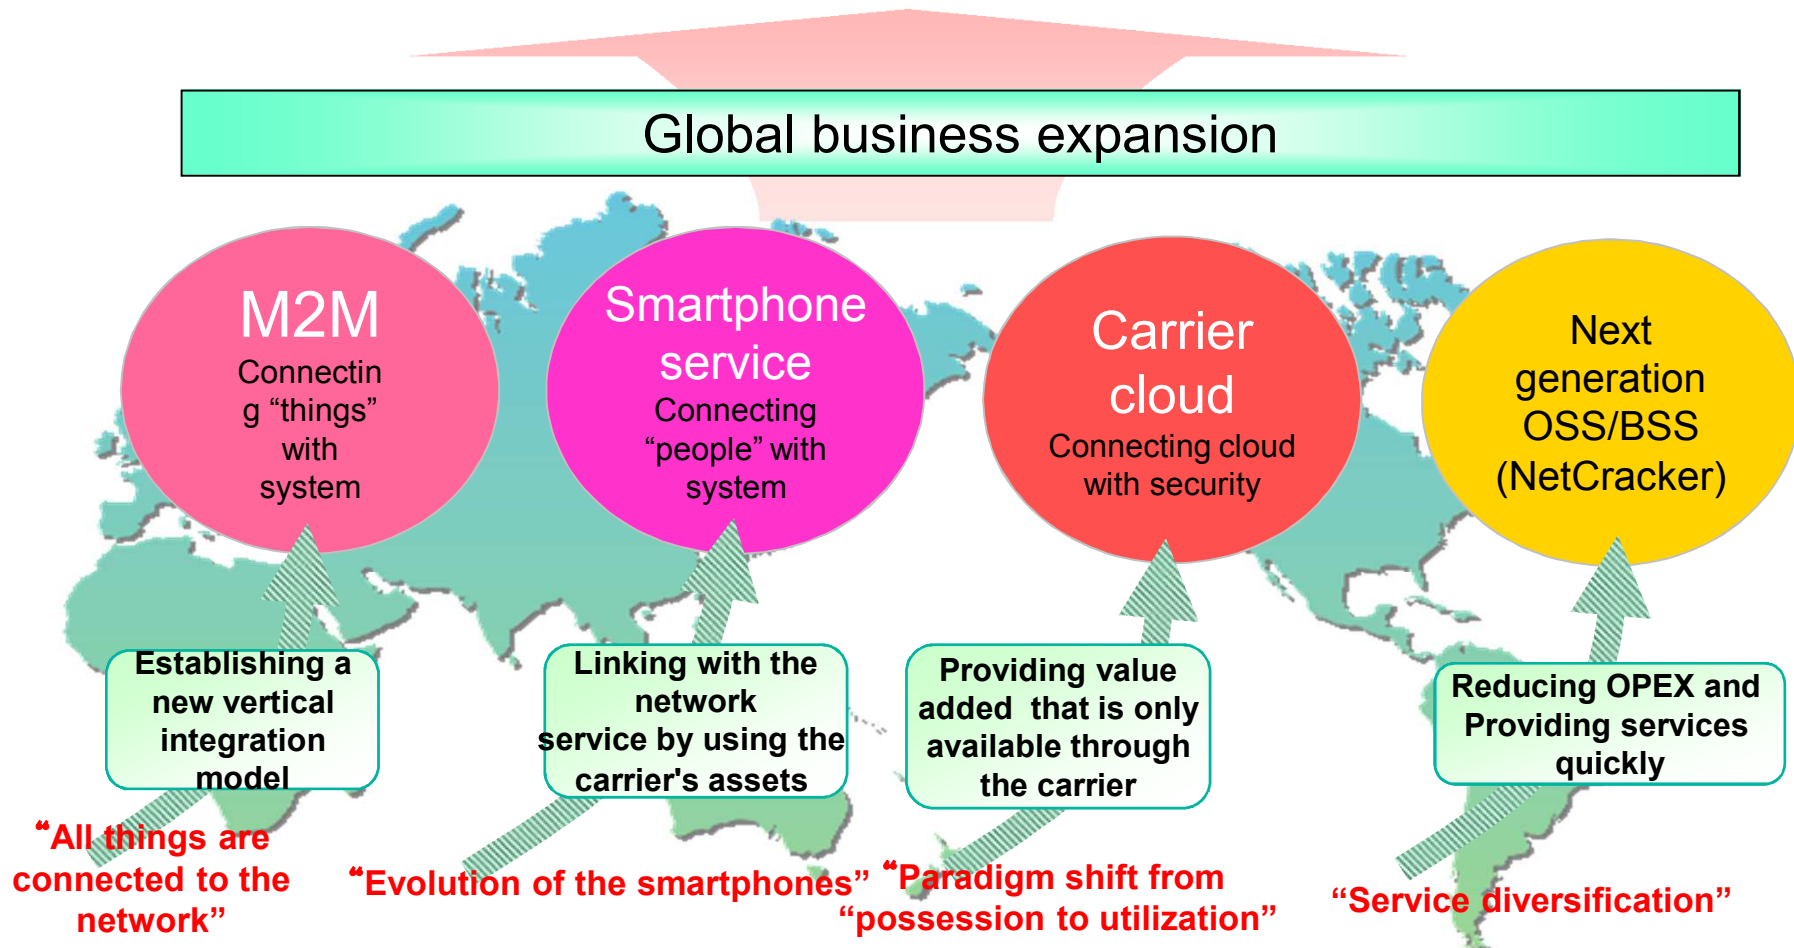 Global business expansion
M2M
Connectin
g “things”
with
system
Smartphone
service
Connecting
“people” with
system
Carrier
cloud
Connecting cloud
with security
Next
generation
OSS/BSS
(NetCracker)
Establishing a
new vertical
integration
model
Linking with the
network
service by using the
carrier's assets
Providing value
added  that is only
available through
the carrier
Reducing OPEX and
Providing services
quickly
“All things are
connected to the
network”
“Evolution of the smartphones”
“Paradigm shift from
“possession to utilization”
“Service diversification”